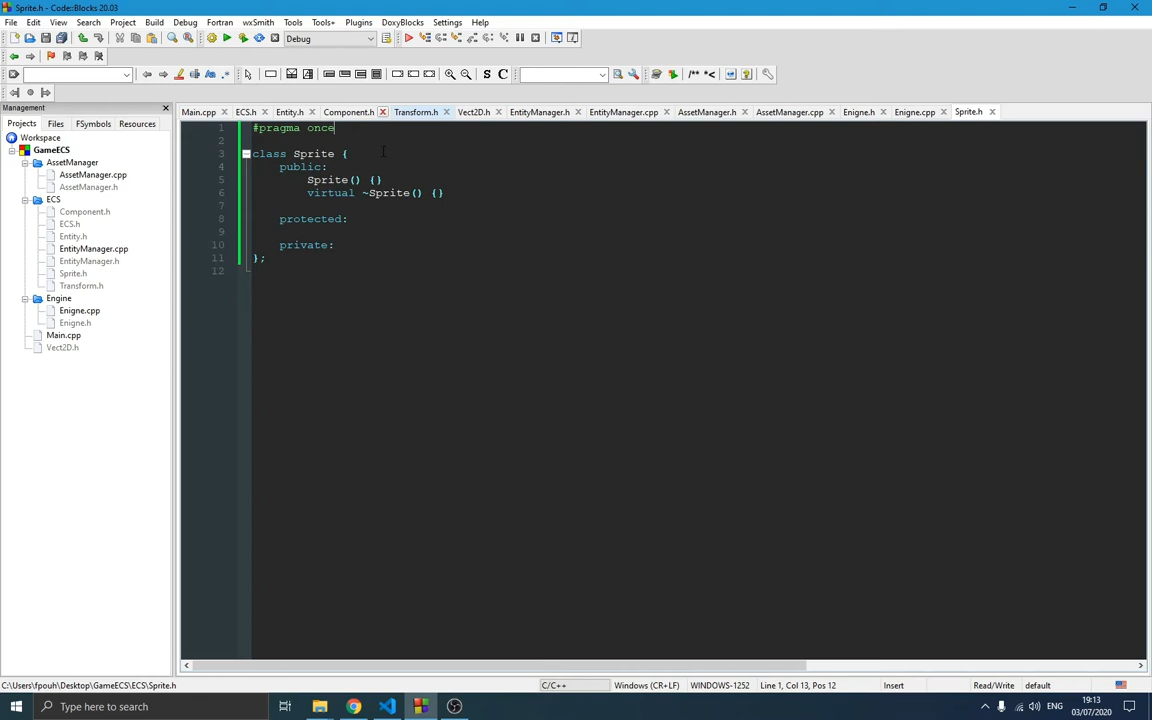 Sprite.h - Code::Blocks 20.03
File Edit View Search Project Build Debug Fortran wxSmith Tools Tools+ Plugins DoxyBlocks Settings Help
Debug
S C /** *<
Management
Projects Files FSymbols Resources
Main.cpp ECS.h Entity.h Component.h Transform.h Vect2D.h EntityManager.h EntityManager.cpp AssetManager.h AssetManager.cpp Enigne.h Enigne.cpp Sprite.h
Workspace
GameECS
AssetManager
AssetManager.cpp
AssetManager.h
ECS
Component.h
ECS.h
Entity.h
EntityManager.cpp
EntityManager.h
Sprite.h
Transform.h
Engine
Enigne.cpp
Enigne.h
Main.cpp
Vect2D.h
1 #pragma once
2
3 class Sprite {
4 public:
5 Sprite() {}
6 virtual ~Sprite() {}
7
8 protected:
9
10 private:
11 };
12
C:\Users\fpouh\Desktop\GameECS\ECS\Sprite.h C/C++ Windows (CR+LF) WINDOWS-1252 Line 1, Col 13, Pos 12 Insert Read/Write default
Type here to search
ENG
19:13
03/07/2020